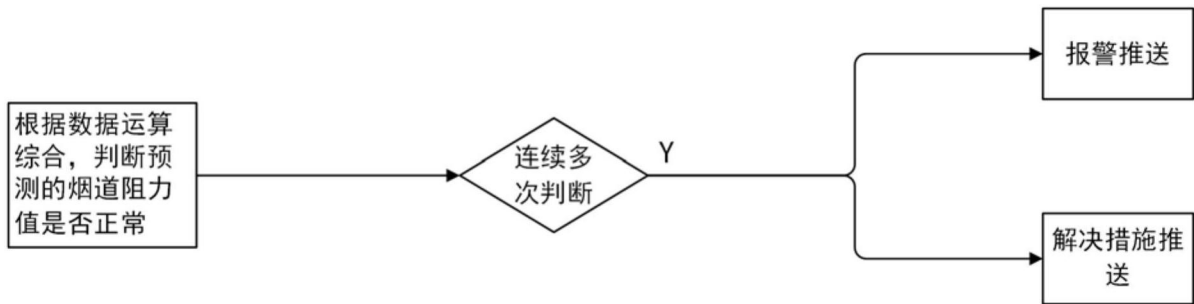 根据数据运算
综合，判断预
测的烟道阻力
值是否正常
连续多
次判断
Y
报警推送
解决措施推
送